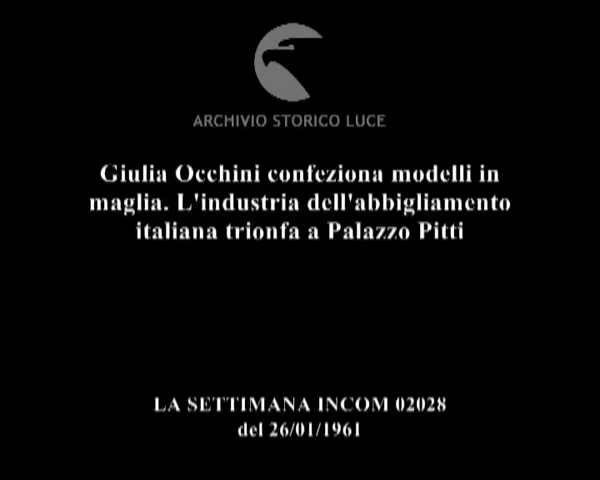 ARCHIVIO STORICO LUCE
Giulia Occhini confeziona modelli in
maglia. L'industria dell'abbigliamento
italiana trionfa a Palazzo Pitti
LA SETTIMANA INCOM 02028
del 26/01/1961